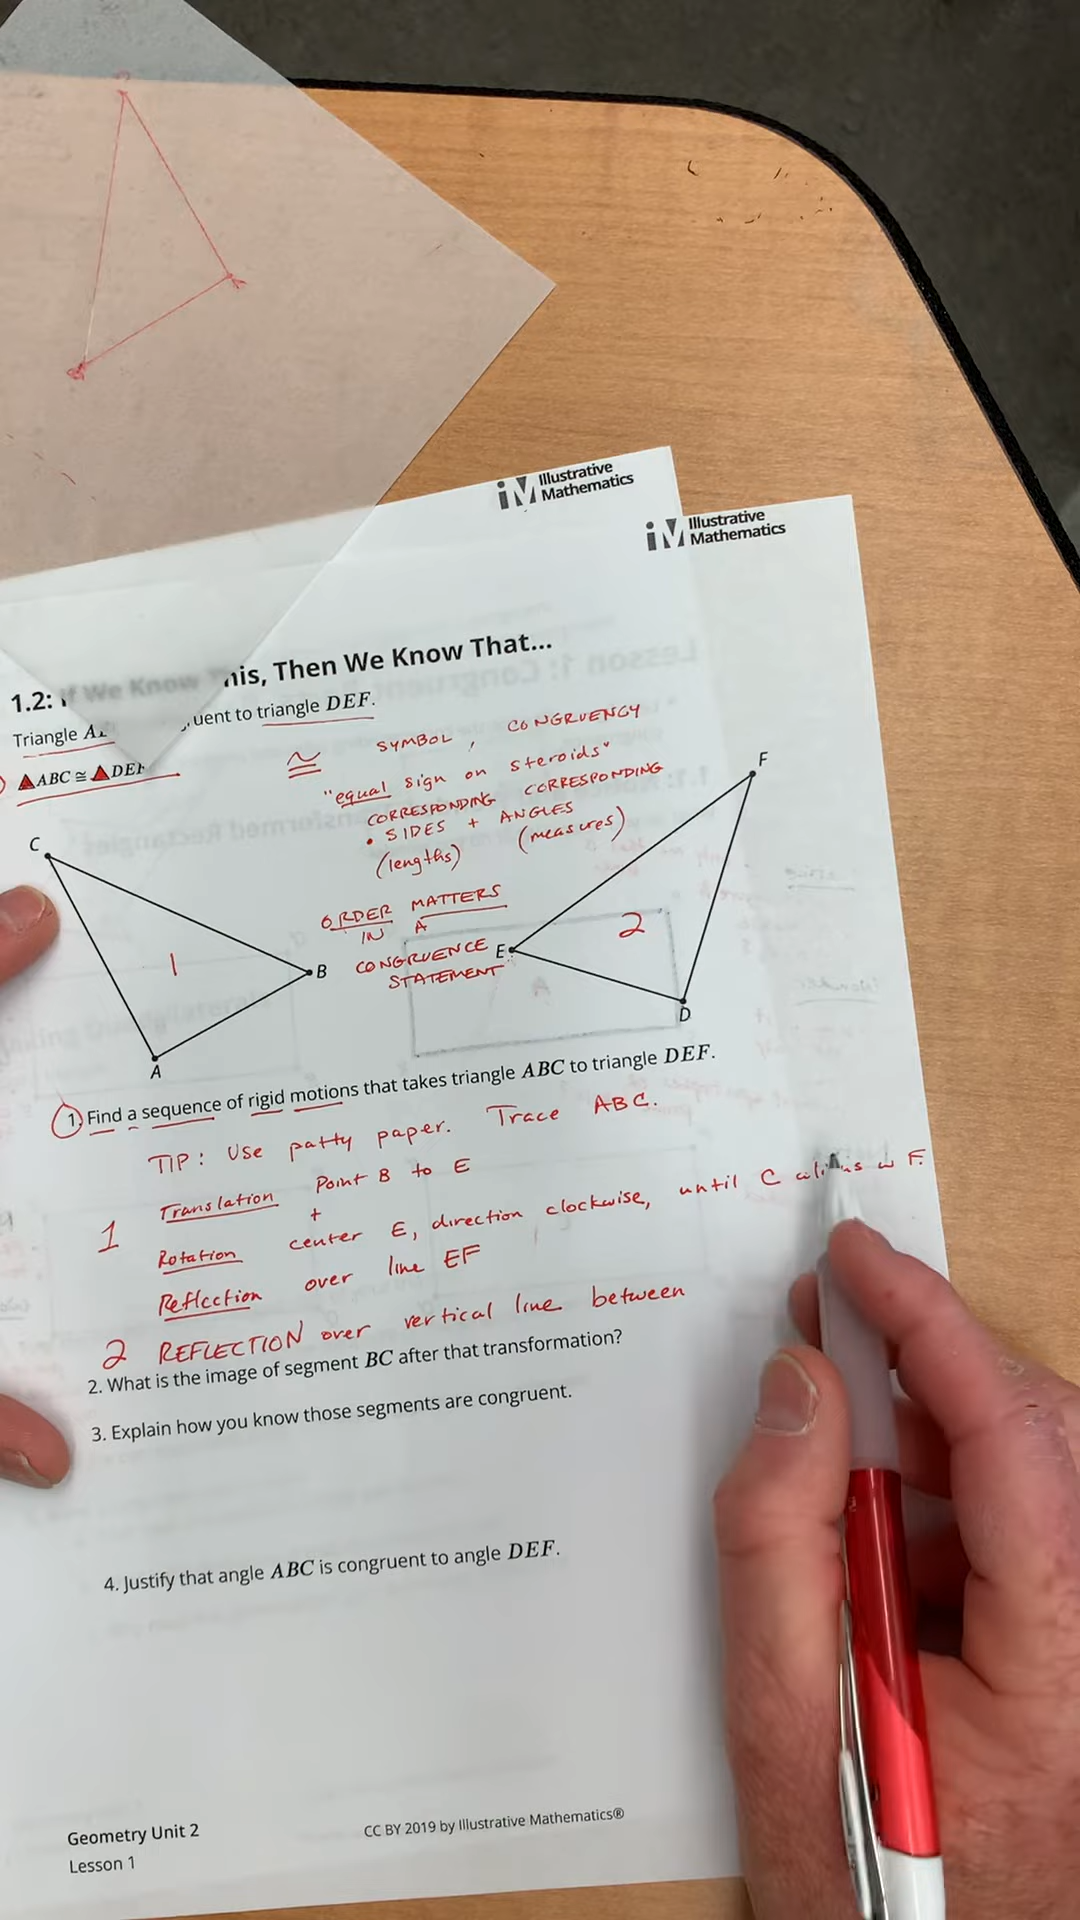 Illustrative
Mathematics
Illustrative
Mathematics
1.2: If We Know This, Then We Know That...
Triangle
uent to triangle DEF.
▲ABC ≅ ▲DEF
≅ SYMBOL, CONGRUENCY
"equal sign on steroids"
CORRESPONDING CORRESPONDING
• SIDES + ANGLES
(lengths) (measures)
ORDER MATTERS
IN A
CONGRUENCE
STATEMENT
C
1
B
A
F
E
2
D
1. Find a sequence of rigid motions that takes triangle ABC to triangle DEF.
TIP: Use patty paper. Trace ABC.
1 Translation Point B to E
+
Rotation center E, direction clockwise, until C aligns w F.
Reflection over line EF
2 REFLECTION over vertical line between
2. What is the image of segment BC after that transformation?
3. Explain how you know those segments are congruent.
4. Justify that angle ABC is congruent to angle DEF.
Geometry Unit 2
Lesson 1
CC BY 2019 by Illustrative Mathematics®